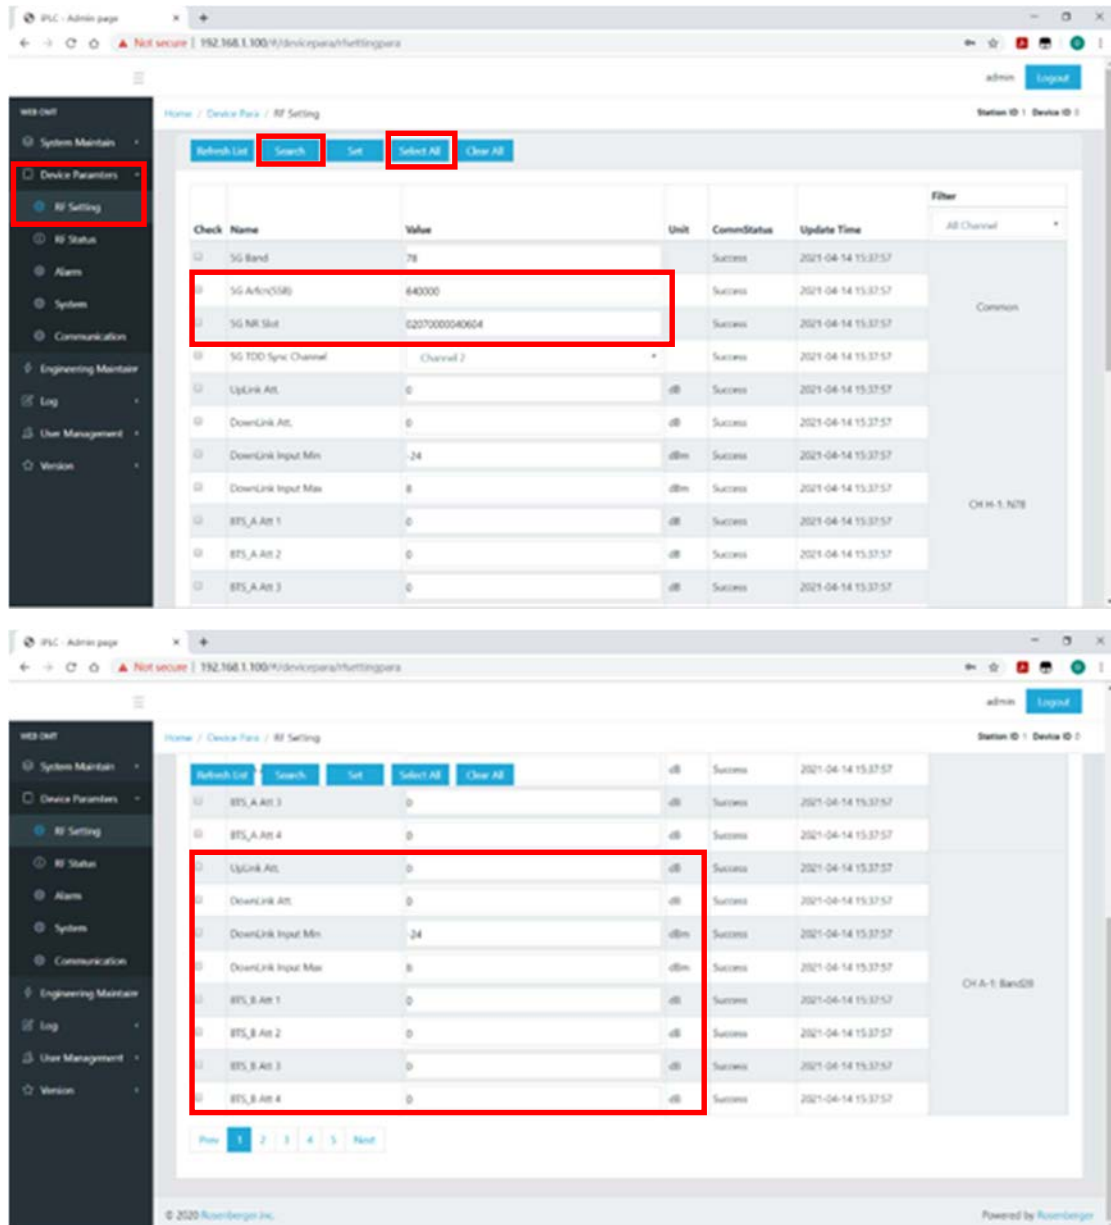 iPLC - Admin page
Not secure | 192.168.1.100/#/devicepara/rfsettingpara
admin Logout
WEB OMT
Home / Device Para / RF Setting
Station ID 1 Device ID 0
System Maintain
Device Paramters
RF Setting
RF Status
Alarm
System
Communication
Engineering Maintain
Log
User Management
Version
Refresh List Search Set Select All Clear All
Filter
Check Name Value Unit CommStatus Update Time All Channel
5G Band 78 Success 2021-04-14 15:37:57
5G Arfcn(SSB) 640000 Success 2021-04-14 15:37:57
Common
5G NR Slot 02070000040604 Success 2021-04-14 15:37:57
5G TDD Sync Channel Channel 2 Success 2021-04-14 15:37:57
UpLink Att. 0 dB Success 2021-04-14 15:37:57
DownLink Att. 0 dB Success 2021-04-14 15:37:57
DownLink Input Min -24 dBm Success 2021-04-14 15:37:57
DownLink Input Max 8 dBm Success 2021-04-14 15:37:57
CH H-1: N78
BTS_A Att 1 0 dB Success 2021-04-14 15:37:57
BTS_A Att 2 0 dB Success 2021-04-14 15:37:57
BTS_A Att 3 0 dB Success 2021-04-14 15:37:57
iPLC - Admin page
Not secure | 192.168.1.100/#/devicepara/rfsettingpara
admin Logout
WEB OMT
Home / Device Para / RF Setting
Station ID 1 Device ID 0
System Maintain
Device Paramters
RF Setting
RF Status
Alarm
System
Communication
Engineering Maintain
Log
User Management
Version
Refresh List Search Set Select All Clear All
dB Success 2021-04-14 15:37:57
BTS_A Att 3 0 dB Success 2021-04-14 15:37:57
BTS_A Att 4 0 dB Success 2021-04-14 15:37:57
UpLink Att. 0 dB Success 2021-04-14 15:37:57
DownLink Att. 0 dB Success 2021-04-14 15:37:57
DownLink Input Min -24 dBm Success 2021-04-14 15:37:57
DownLink Input Max 8 dBm Success 2021-04-14 15:37:57
CH A-1: Band28
BTS_B Att 1 0 dB Success 2021-04-14 15:37:57
BTS_B Att 2 0 dB Success 2021-04-14 15:37:57
BTS_B Att 3 0 dB Success 2021-04-14 15:37:57
BTS_B Att 4 0 dB Success 2021-04-14 15:37:57
Prev 1 2 3 4 5 Next
© 2020 Rosenberger Inc.
Powered by Rosenberger